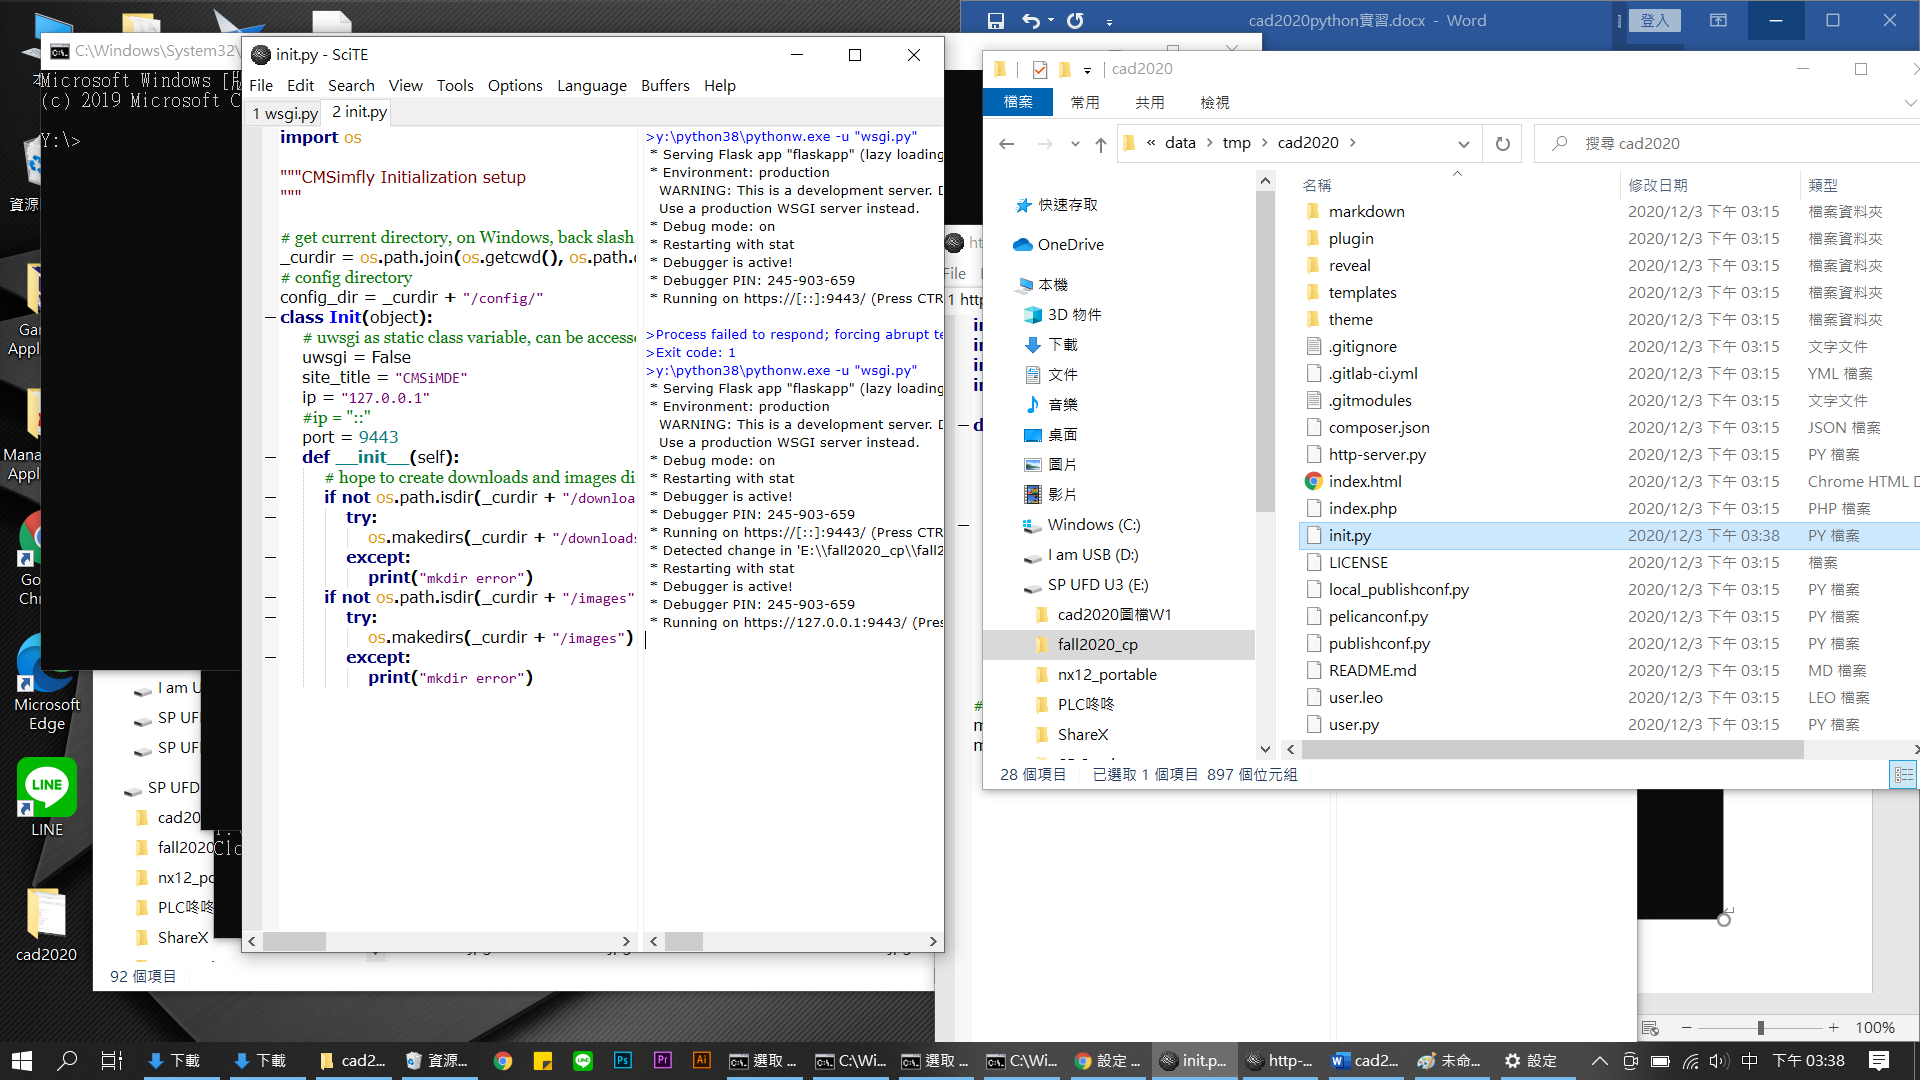 cad2020python實習.docx - Word
登入
C:\Windows\System32\
Microsoft Windows
(c) 2019 Microsoft C
Y:\>
init.py - SciTE
File Edit Search View Tools Options Language Buffers Help
1 wsgi.py 2 init.py
import os
"""CMSimfly Initialization setup
"""
# get current directory, on Windows, back slash
_curdir = os.path.join(os.getcwd(), os.path.
# config directory
config_dir = _curdir + "/config/"
class Init(object):
# uwsgi as static class variable, can be accesse
uwsgi = False
site_title = "CMSiMDE"
ip = "127.0.0.1"
#ip = "::"
port = 9443
def __init__(self):
# hope to create downloads and images di
if not os.path.isdir(_curdir + "/downloa
try:
os.makedirs(_curdir + "/downloads
except:
print("mkdir error")
if not os.path.isdir(_curdir + "/images"
try:
os.makedirs(_curdir + "/images")
except:
print("mkdir error")
>y:\python38\pythonw.exe -u "wsgi.py"
* Serving Flask app "flaskapp" (lazy loading
* Environment: production
WARNING: This is a development server. D
Use a production WSGI server instead.
* Debug mode: on
* Restarting with stat
* Debugger is active!
* Debugger PIN: 245-903-659
* Running on https://[::]:9443/ (Press CTR
>Process failed to respond; forcing abrupt te
>Exit code: 1
>y:\python38\pythonw.exe -u "wsgi.py"
* Serving Flask app "flaskapp" (lazy loading
* Environment: production
WARNING: This is a development server. D
Use a production WSGI server instead.
* Debug mode: on
* Restarting with stat
* Debugger is active!
* Debugger PIN: 245-903-659
* Running on https://[::]:9443/ (Press CTR
* Detected change in 'E:\\fall2020_cp\\fall2
* Restarting with stat
* Debugger is active!
* Debugger PIN: 245-903-659
* Running on https://127.0.0.1:9443/ (Pres
File
1 http
cad2020
檔案 常用 共用 檢視
« data > tmp > cad2020 >
搜尋 cad2020
快速存取
OneDrive
本機
3D 物件
下載
文件
音樂
桌面
圖片
影片
Windows (C:)
I am USB (D:)
SP UFD U3 (E:)
cad2020圖檔W1
fall2020_cp
nx12_portable
PLC咚咚
ShareX
名稱 修改日期 類型
markdown 2020/12/3 下午 03:15 檔案資料夾
plugin 2020/12/3 下午 03:15 檔案資料夾
reveal 2020/12/3 下午 03:15 檔案資料夾
templates 2020/12/3 下午 03:15 檔案資料夾
theme 2020/12/3 下午 03:15 檔案資料夾
.gitignore 2020/12/3 下午 03:15 文字文件
.gitlab-ci.yml 2020/12/3 下午 03:15 YML 檔案
.gitmodules 2020/12/3 下午 03:15 文字文件
composer.json 2020/12/3 下午 03:15 JSON 檔案
http-server.py 2020/12/3 下午 03:15 PY 檔案
index.html 2020/12/3 下午 03:15 Chrome HTML D
index.php 2020/12/3 下午 03:15 PHP 檔案
init.py 2020/12/3 下午 03:38 PY 檔案
LICENSE 2020/12/3 下午 03:15 檔案
local_publishconf.py 2020/12/3 下午 03:15 PY 檔案
pelicanconf.py 2020/12/3 下午 03:15 PY 檔案
publishconf.py 2020/12/3 下午 03:15 PY 檔案
README.md 2020/12/3 下午 03:15 MD 檔案
user.leo 2020/12/3 下午 03:15 LEO 檔案
user.py 2020/12/3 下午 03:15 PY 檔案
28 個項目 已選取 1 個項目 897 個位元組
資源
Gar
Appl
Mana
Appl
Go
Chr
Microsoft
Edge
LINE
LINE
cad2020
I am U
SP UFD
SP UFD
SP UFD
cad20
fall2020
nx12_po
PLC咚咚
ShareX
92 個項目
Clo
100%
下載
下載
cad2...
資源...
Ps
Pr
Ai
選取 ...
C:\Wi...
選取 ...
C:\Wi...
設定 ...
init.p...
http-...
cad2...
未命...
設定
中
下午 03:38